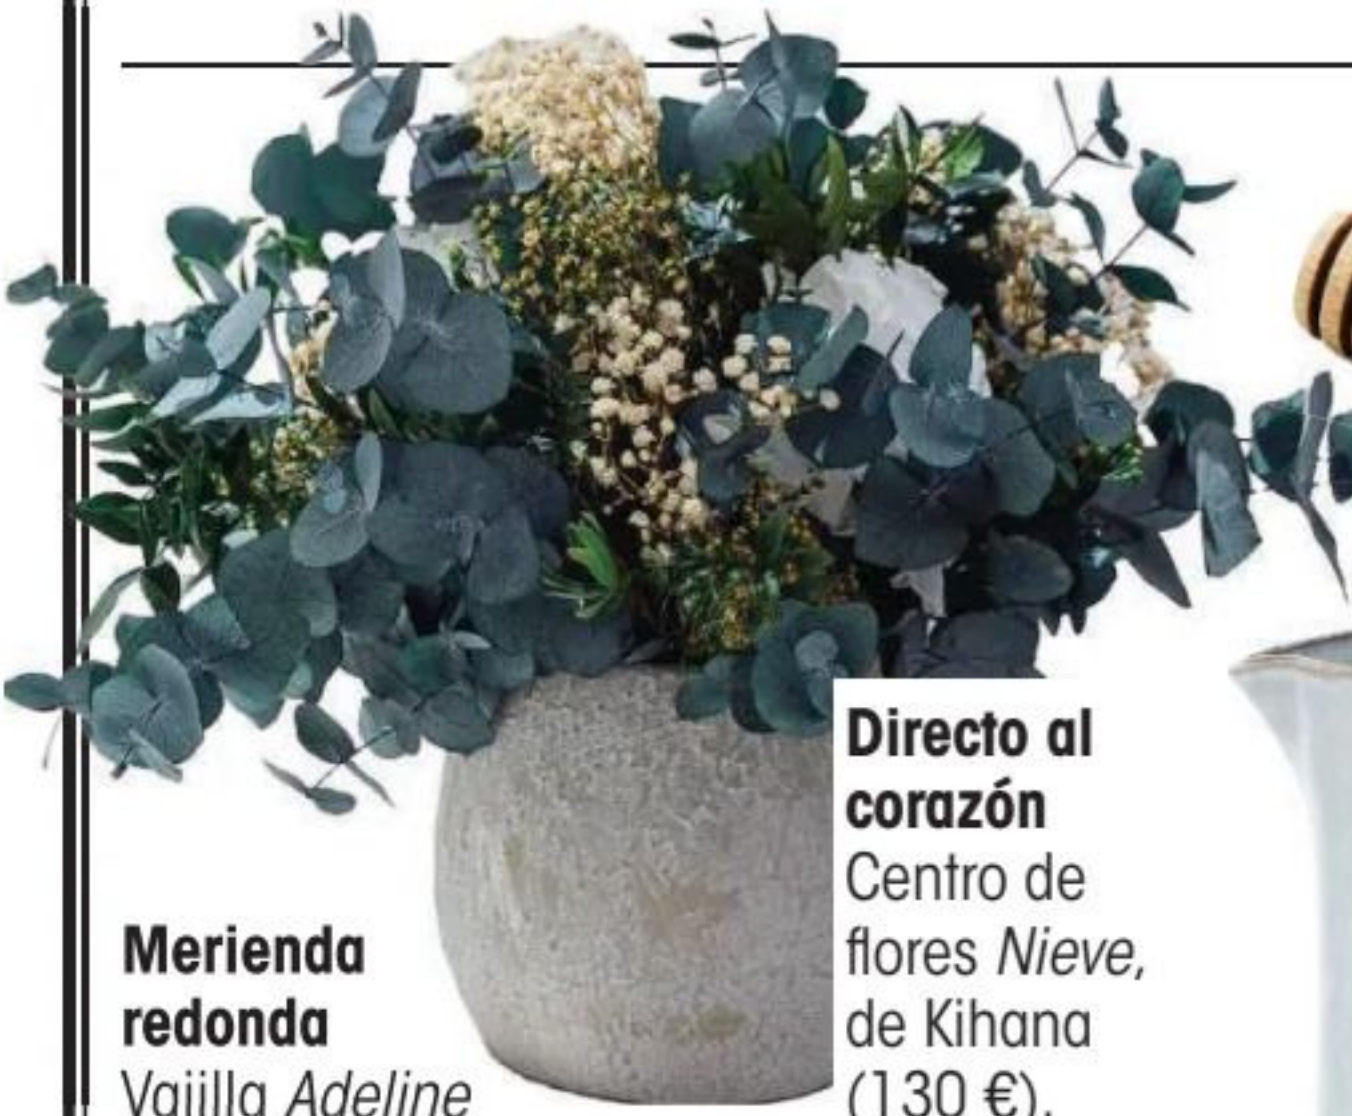 Directo al
corazón
Centro de
flores Nieve,
de Kihana
(130 €).
Merienda
redonda
Vajilla Adeline